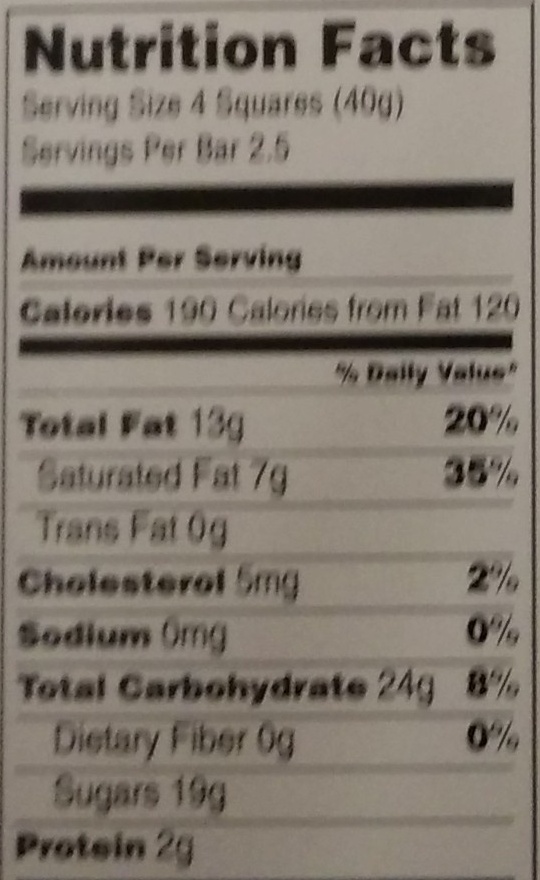 Nutrition Facts
Serving Size 4 Squares (40g)
Servings Per Bar 2.5
Amount Per Serving
Calories 190 Calories from Fat 120
% Daily Value*
Total Fat 13g 20%
Saturated Fat 7g 35%
Trans Fat 0g
Cholesterol 5mg 2%
Sodium 0mg 0%
Total Carbohydrate 24g 8%
Dietary Fiber 0g 0%
Sugars 19g
Protein 2g